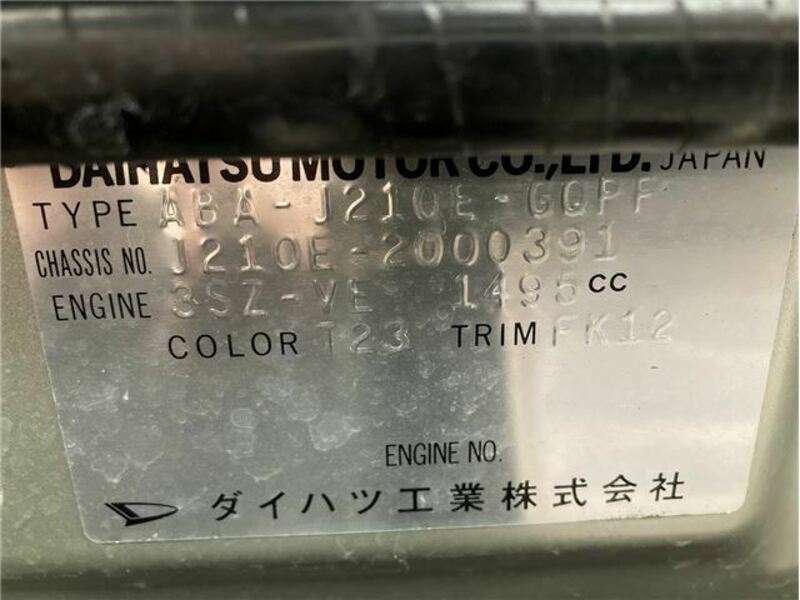 DAIHATSU MOTOR CO.,LTD. JAPAN
TYPE ABA-J210E-GQPF
CHASSIS NO. J210E-2000391
ENGINE 3SZ-VE 1495 CC
COLOR T23 TRIM FK12
ENGINE NO.
ダイハツ工業株式会社